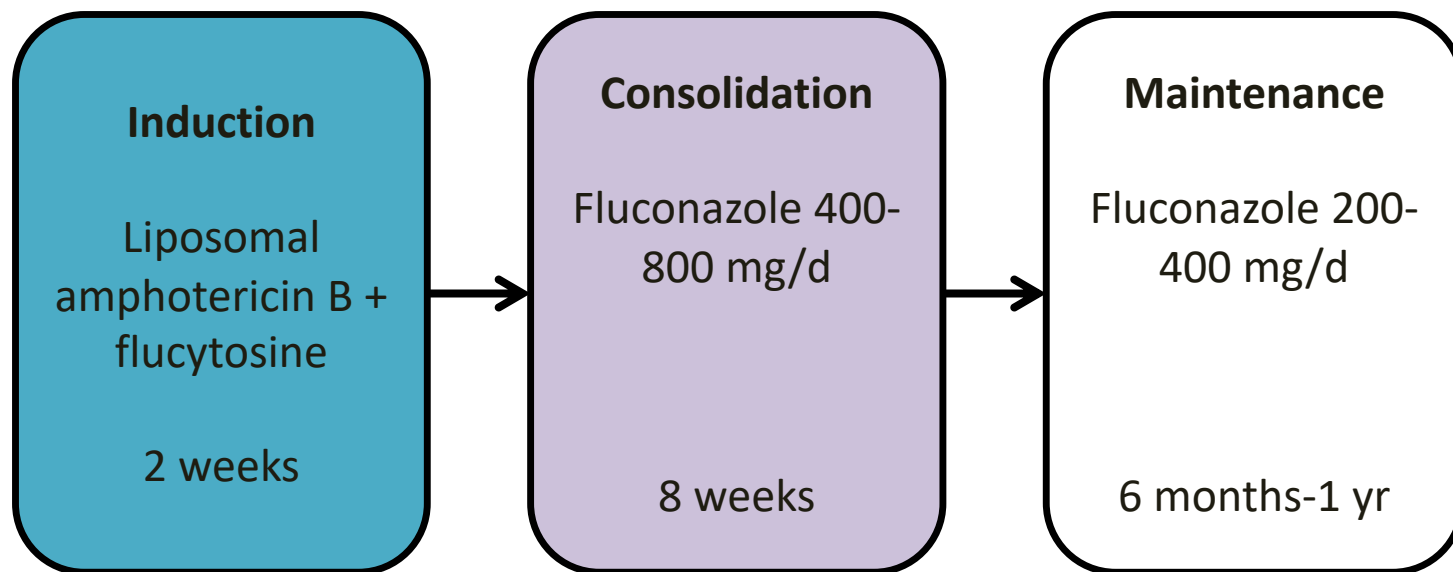 Induction
Liposomal
amphotericin B +
flucytosine
2 weeks
Consolidation
Fluconazole 400-
800 mg/d
8 weeks
Maintenance
Fluconazole 200-
400 mg/d
6 months-1 yr